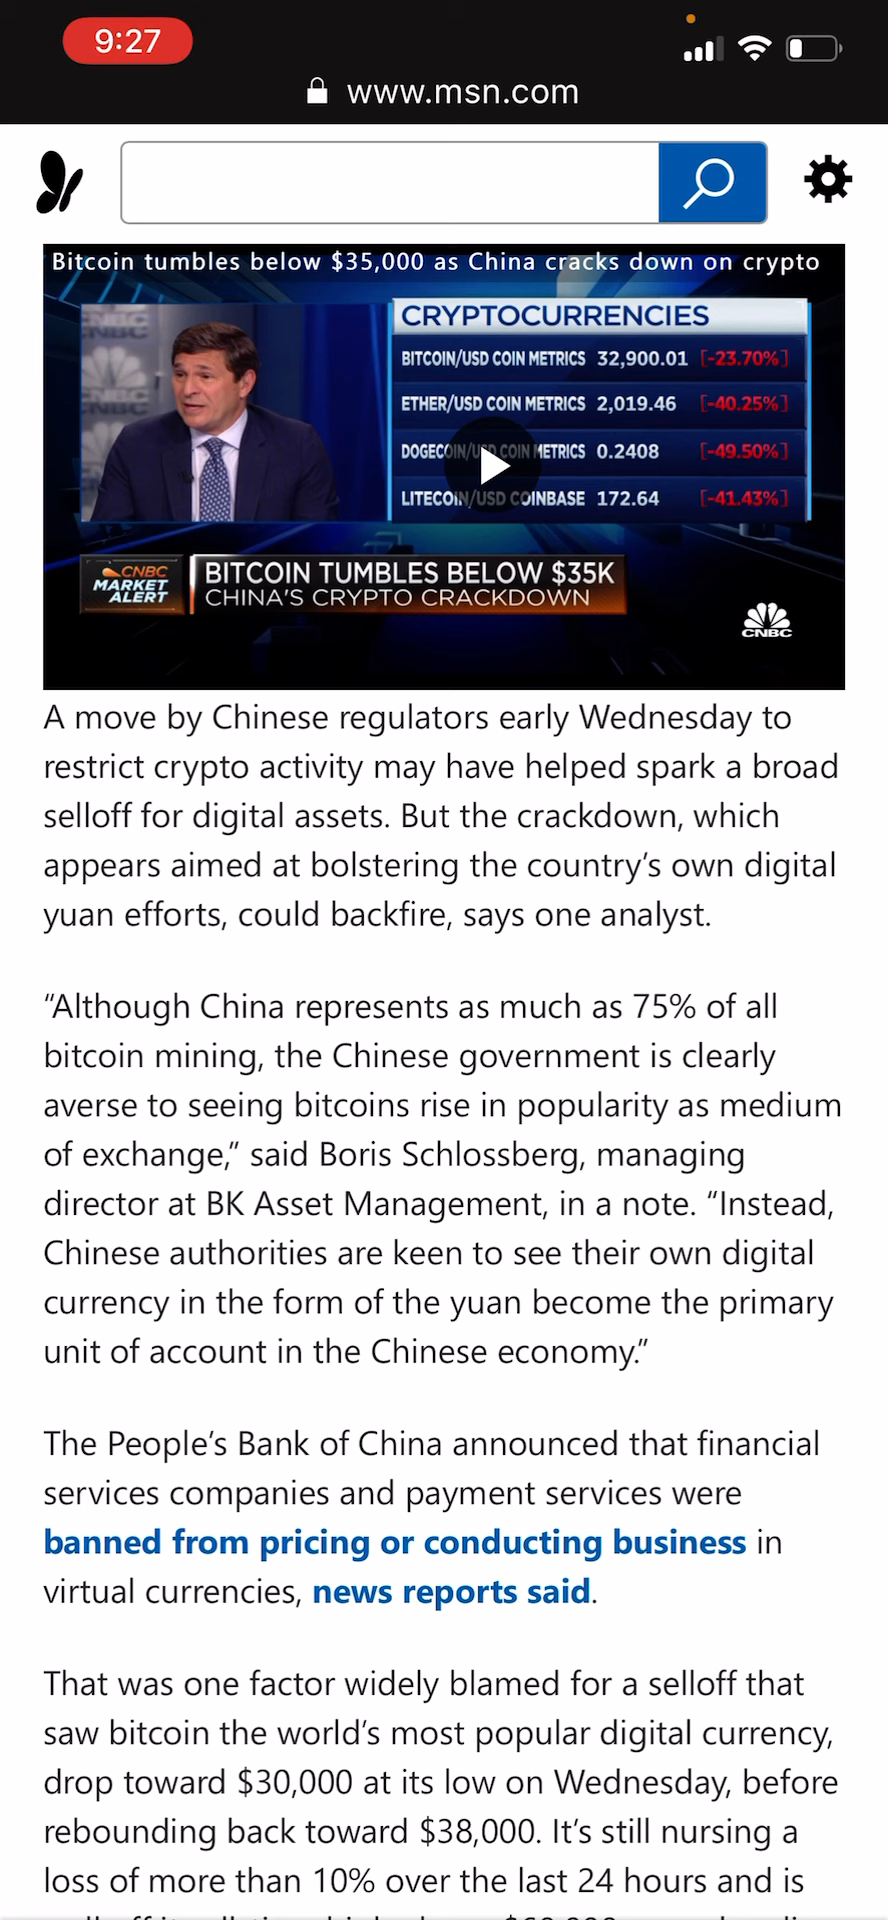 9:27
www.msn.com
Bitcoin tumbles below $35,000 as China cracks down on crypto
CRYPTOCURRENCIES
BITCOIN/USD COIN METRICS 32,900.01 [-23.70%]
ETHER/USD COIN METRICS 2,019.46 [-40.25%]
DOGECOIN/USD COIN METRICS 0.2408 [-49.50%]
LITECOIN/USD COINBASE 172.64 [-41.43%]
CNBC
MARKET
ALERT
BITCOIN TUMBLES BELOW $35K
CHINA'S CRYPTO CRACKDOWN
CNBC
A move by Chinese regulators early Wednesday to
restrict crypto activity may have helped spark a broad
selloff for digital assets. But the crackdown, which
appears aimed at bolstering the country’s own digital
yuan efforts, could backfire, says one analyst.
“Although China represents as much as 75% of all
bitcoin mining, the Chinese government is clearly
averse to seeing bitcoins rise in popularity as medium
of exchange,” said Boris Schlossberg, managing
director at BK Asset Management, in a note. “Instead,
Chinese authorities are keen to see their own digital
currency in the form of the yuan become the primary
unit of account in the Chinese economy.”
The People’s Bank of China announced that financial
services companies and payment services were
banned from pricing or conducting business in
virtual currencies, news reports said.
That was one factor widely blamed for a selloff that
saw bitcoin the world’s most popular digital currency,
drop toward $30,000 at its low on Wednesday, before
rebounding back toward $38,000. It’s still nursing a
loss of more than 10% over the last 24 hours and is